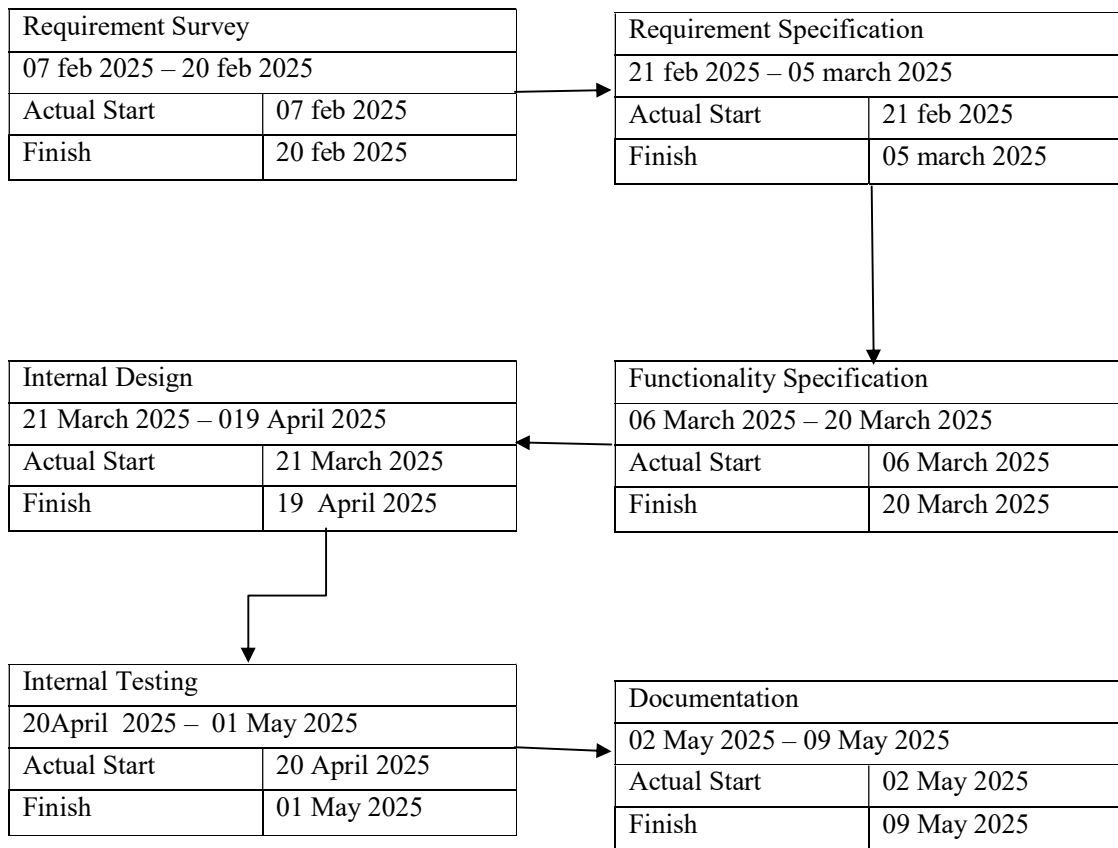 Requirement Survey
07 feb 2025 – 20 feb 2025
Actual Start 07 feb 2025
Finish 20 feb 2025
Requirement Specification
21 feb 2025 – 05 march 2025
Actual Start 21 feb 2025
Finish 05 march 2025
Functionality Specification
06 March 2025 – 20 March 2025
Actual Start 06 March 2025
Finish 20 March 2025
Internal Design
21 March 2025 – 019 April 2025
Actual Start 21 March 2025
Finish 19  April 2025
Internal Testing
20April  2025 –  01 May 2025
Actual Start 20 April 2025
Finish 01 May 2025
Documentation
02 May 2025 – 09 May 2025
Actual Start 02 May 2025
Finish 09 May 2025